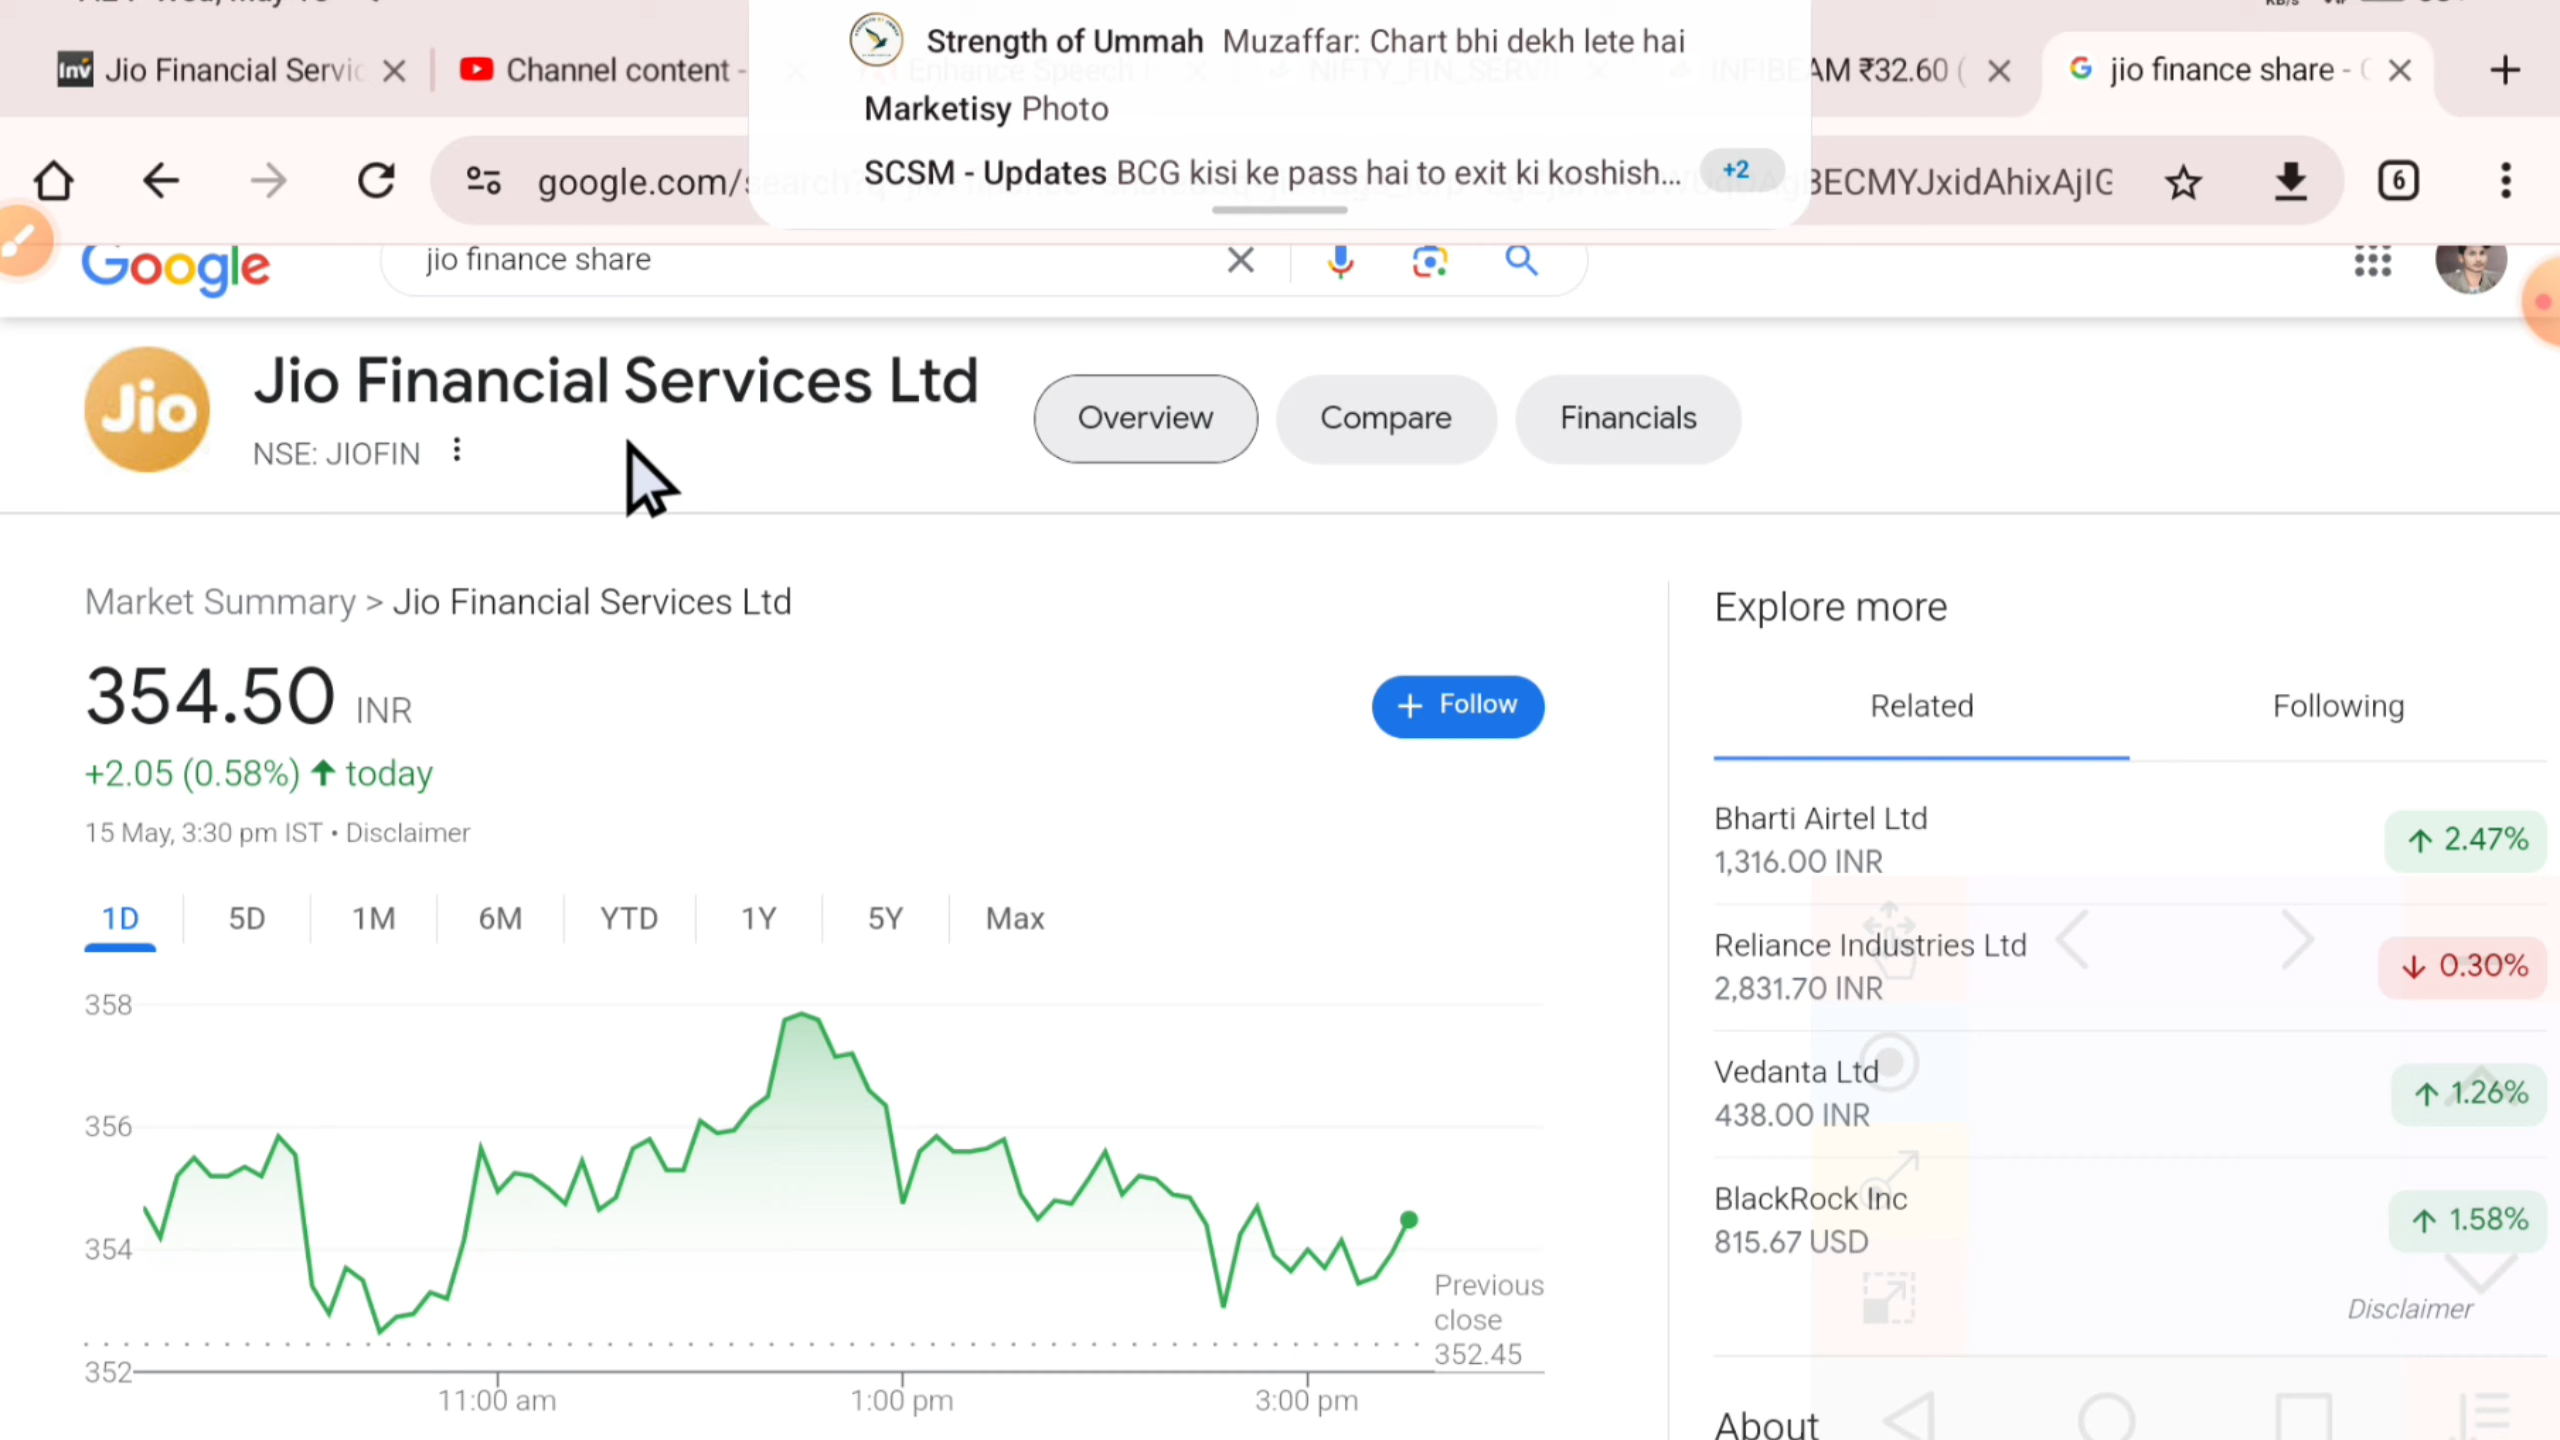 Strength of Ummah Muzaffar: Chart bhi dekh lete hai
Marketisy Photo
SCSM - Updates BCG kisi ke pass hai to exit ki koshish... +2
Inv Jio Financial Servic
Channel content -
AM ₹32.60 (
jio finance share -
google.com/search?
BECMYJxidAhixAjIG
6
Google
jio finance share
Jio
Jio Financial Services Ltd
NSE: JIOFIN
Overview
Compare
Financials
Market Summary > Jio Financial Services Ltd
354.50 INR
+2.05 (0.58%) today
15 May, 3:30 pm IST • Disclaimer
+ Follow
1D 5D 1M 6M YTD 1Y 5Y Max
358
356
354
352
Previous
close
352.45
11:00 am 1:00 pm 3:00 pm
Explore more
Related Following
Bharti Airtel Ltd
1,316.00 INR
2.47%
Reliance Industries Ltd
2,831.70 INR
0.30%
Vedanta Ltd
438.00 INR
1.26%
BlackRock Inc
815.67 USD
1.58%
Disclaimer
About